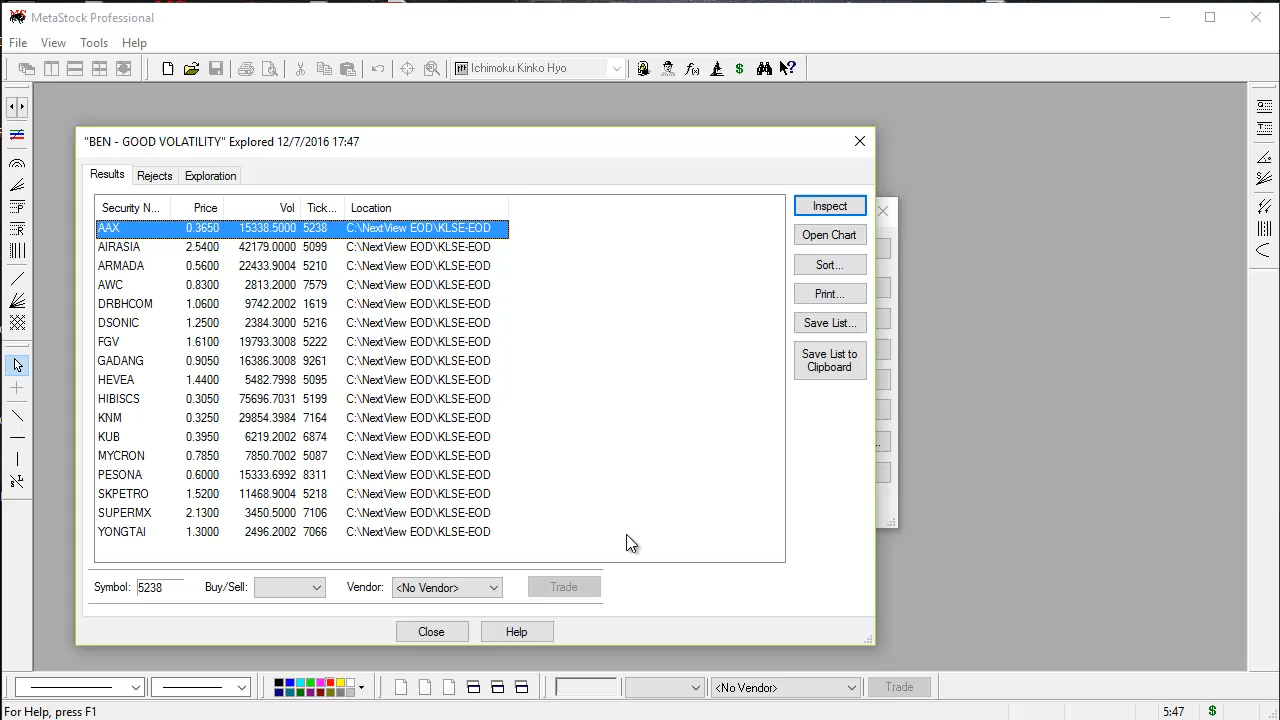 MetaStock Professional
File View Tools Help
Ichimoku Kinko Hyo
"BEN - GOOD VOLATILITY" Explored 12/7/2016 17:47
Results Rejects Exploration
Security N... Price Vol Tick... Location
AAX 0.3650 15338.5000 5238 C:\NextView EOD\KLSE-EOD
AIRASIA 2.5400 42179.0000 5099 C:\NextView EOD\KLSE-EOD
ARMADA 0.5600 22433.9004 5210 C:\NextView EOD\KLSE-EOD
AWC 0.8300 2813.2000 7579 C:\NextView EOD\KLSE-EOD
DRBHCOM 1.0600 9742.2002 1619 C:\NextView EOD\KLSE-EOD
DSONIC 1.2500 2384.3000 5216 C:\NextView EOD\KLSE-EOD
FGV 1.6100 19793.3008 5222 C:\NextView EOD\KLSE-EOD
GADANG 0.9050 16386.3008 9261 C:\NextView EOD\KLSE-EOD
HEVEA 1.4400 5482.7998 5095 C:\NextView EOD\KLSE-EOD
HIBISCS 0.3050 75696.7031 5199 C:\NextView EOD\KLSE-EOD
KNM 0.3250 29854.3984 7164 C:\NextView EOD\KLSE-EOD
KUB 0.3950 6219.2002 6874 C:\NextView EOD\KLSE-EOD
MYCRON 0.7850 7850.7002 5087 C:\NextView EOD\KLSE-EOD
PESONA 0.6000 15333.6992 8311 C:\NextView EOD\KLSE-EOD
SKPETRO 1.5200 11468.9004 5218 C:\NextView EOD\KLSE-EOD
SUPERMX 2.1300 3450.5000 7106 C:\NextView EOD\KLSE-EOD
YONGTAI 1.3000 2496.2002 7066 C:\NextView EOD\KLSE-EOD
Inspect
Open Chart
Sort...
Print...
Save List...
Save List to
Clipboard
Symbol: 5238 Buy/Sell: Vendor: <No Vendor> Trade
Close Help
<No Vendor> Trade
For Help, press F1 5:47